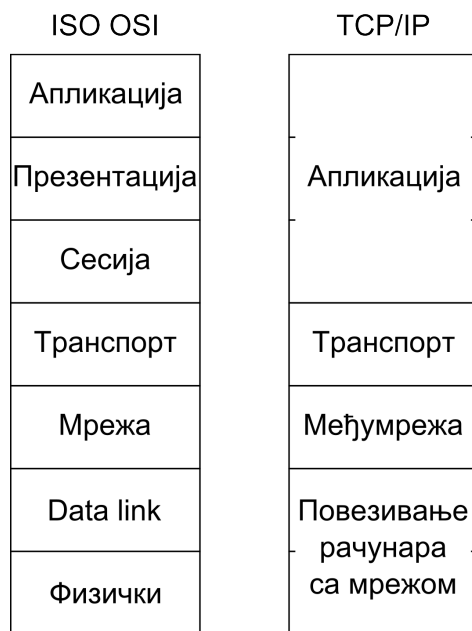 ISO OSI
Апликација
Презентација
Сесија
Транспорт
Мрежа
Data link
Физички
TCP/IP
Апликација
Транспорт
Међумрежа
Повезивање
рачунара
са мрежом